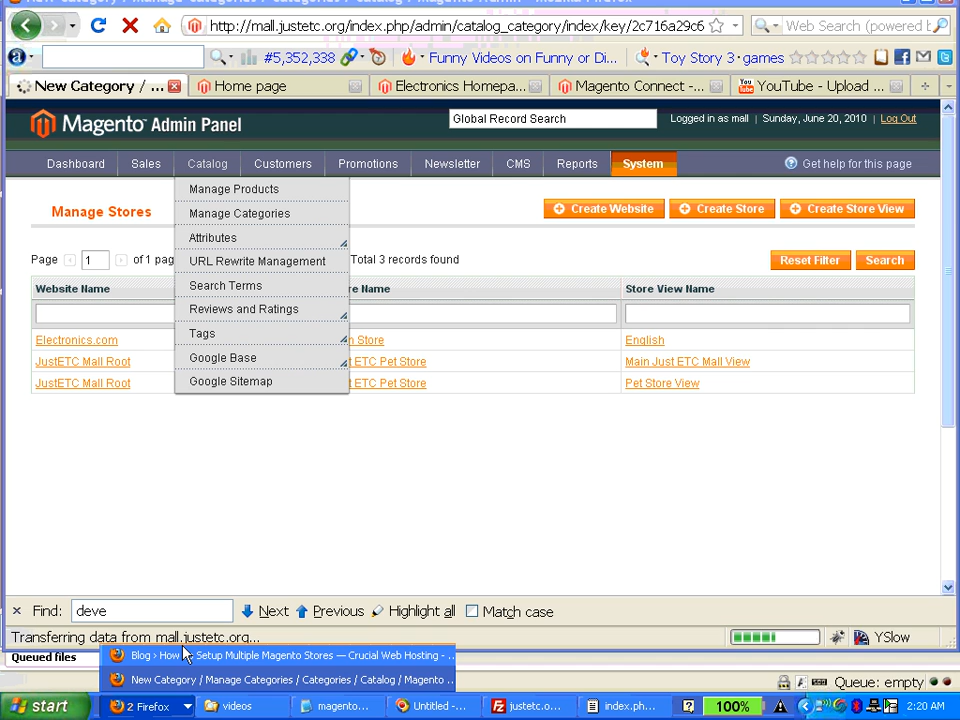 http://mall.justetc.org/index.php/admin/catalog_category/index/key/2c716a29c6
Web Search (powered b
#5,352,338
Funny Videos on Funny or Di...
Toy Story 3
games
New Category / ...
Home page
Electronics Homepa...
Magento Connect -...
YouTube - Upload ...
Magento Admin Panel
Global Record Search
Logged in as mall | Sunday, June 20, 2010 | Log Out
Dashboard
Sales
Catalog
Customers
Promotions
Newsletter
CMS
Reports
System
Get help for this page
Manage Products
Manage Categories
Attributes
URL Rewrite Management
Search Terms
Reviews and Ratings
Tags
Google Base
Google Sitemap
Manage Stores
Create Website
Create Store
Create Store View
Page 1 of 1 pag
Total 3 records found
Reset Filter
Search
Website Name
re Name
Store View Name
Electronics.com
n Store
English
JustETC Mall Root
t ETC Pet Store
Main Just ETC Mall View
JustETC Mall Root
t ETC Pet Store
Pet Store View
Find: deve
Next
Previous
Highlight all
Match case
Transferring data from mall.justetc.org...
YSlow
Queued files
Blog › How
Setup Multiple Magento Stores — Crucial Web Hosting - ...
New Category / Manage Categories / Categories / Catalog / Magento ...
Queue: empty
start
2 Firefox
videos
magento...
Untitled -...
justetc.o...
index.ph...
100%
2:20 AM